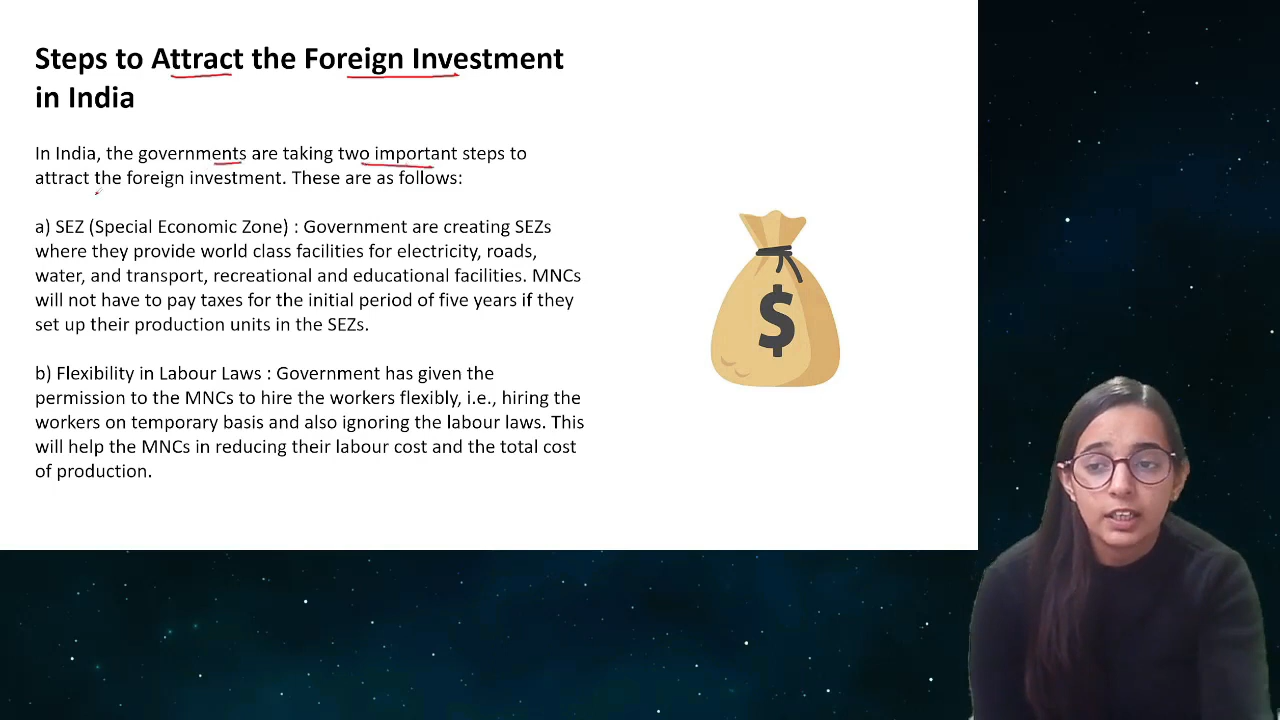 Steps to Attract the Foreign Investment
in India
In India, the governments are taking two important steps to
attract the foreign investment. These are as follows:
a) SEZ (Special Economic Zone) : Government are creating SEZs
where they provide world class facilities for electricity, roads,
water, and transport, recreational and educational facilities. MNCs
will not have to pay taxes for the initial period of five years if they
set up their production units in the SEZs.
$
b) Flexibility in Labour Laws : Government has given the
permission to the MNCs to hire the workers flexibly, i.e., hiring the
workers on temporary basis and also ignoring the labour laws. This
will help the MNCs in reducing their labour cost and the total cost
of production.